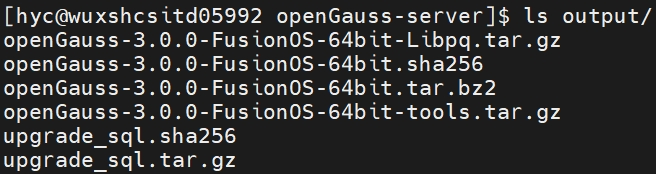 [hyc@wuxshcsitd05992 openGauss-server]$ ls output/
openGauss-3.0.0-FusionOS-64bit-Libpq.tar.gz
openGauss-3.0.0-FusionOS-64bit.sha256
openGauss-3.0.0-FusionOS-64bit.tar.bz2
openGauss-3.0.0-FusionOS-64bit-tools.tar.gz
upgrade_sql.sha256
upgrade_sql.tar.gz